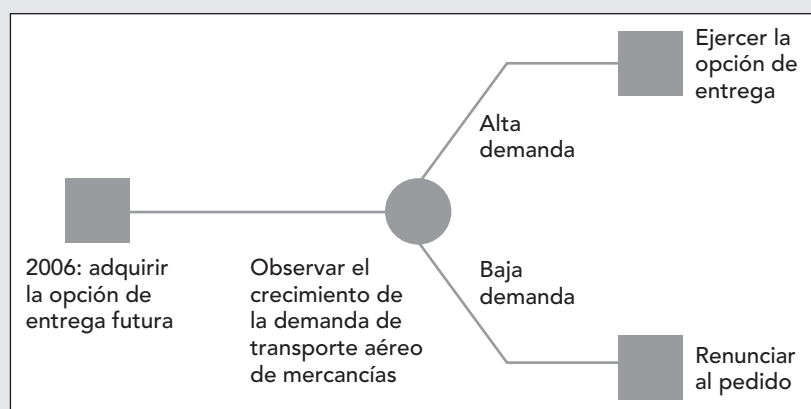 Ejercer la
opción de
entrega
Alta
demanda
2006: adquirir
la opción de
entrega futura
Observar el
crecimiento de
la demanda de
transporte aéreo
de mercancías
Baja
demanda
Renunciar
al pedido